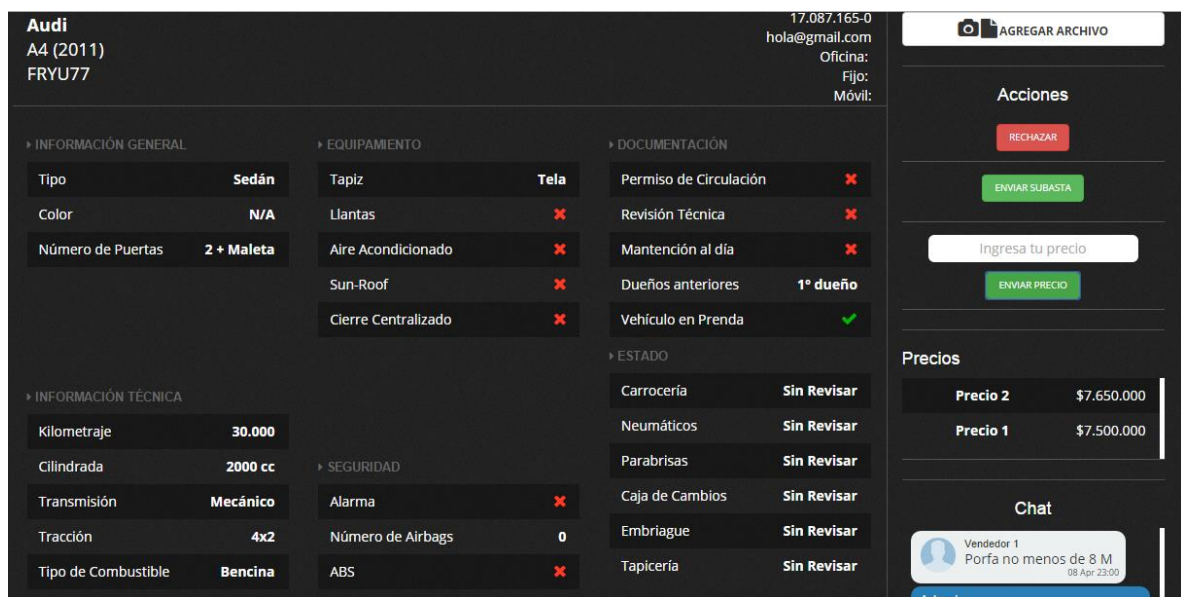 Audi
A4 (2011)
FRYU77
17.087.165-0
hola@gmail.com
Oficina:
Fijo:
Móvil:
INFORMACIÓN GENERAL
Tipo Sedán
Color N/A
Número de Puertas 2 + Maleta
INFORMACIÓN TÉCNICA
Kilometraje 30.000
Cilindrada 2000 cc
Transmisión Mecánico
Tracción 4x2
Tipo de Combustible Bencina
EQUIPAMIENTO
Tapiz Tela
Llantas
Aire Acondicionado
Sun-Roof
Cierre Centralizado
SEGURIDAD
Alarma
Número de Airbags 0
ABS
DOCUMENTACIÓN
Permiso de Circulación
Revisión Técnica
Mantención al día
Dueños anteriores 1º dueño
Vehículo en Prenda
ESTADO
Carrocería Sin Revisar
Neumáticos Sin Revisar
Parabrisas Sin Revisar
Caja de Cambios Sin Revisar
Embriague Sin Revisar
Tapicería Sin Revisar
AGREGAR ARCHIVO
Acciones
RECHAZAR
ENVIAR SUBASTA
Ingresa tu precio
ENVIAR PRECIO
Precios
Precio 2 $7.650.000
Precio 1 $7.500.000
Chat
Vendedor 1
Porfa no menos de 8 M
08 Apr 23:00